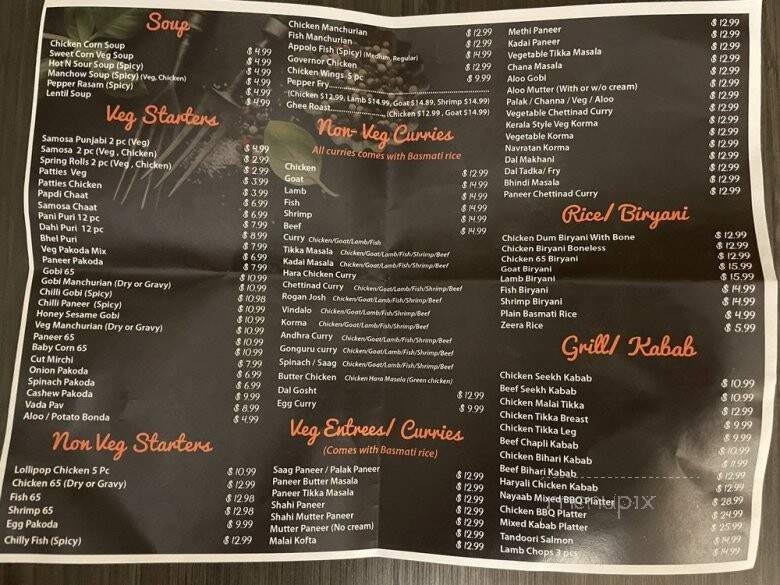 Soup
Chicken Corn Soup $ 4.99
Sweet Corn Veg Soup $ 4.99
Hot N Sour Soup (Spicy) $ 4.99
Manchow Soup (Spicy) (Veg, Chicken) $ 4.99
Pepper Rasam (Spicy) $ 4.99
Lentil Soup $ 4.99
Veg Starters
Samosa Punjabi 2 pc (Veg) $ 4.99
Samosa 2 pc (Veg , Chicken) $ 2.99
Spring Rolls 2 pc (Veg , Chicken) $ 2.99
Patties Veg $ 3.99
Patties Chicken $ 3.99
Papdi Chaat $ 6.99
Samosa Chaat $ 6.99
Pani Puri 12 pc $ 7.99
Dahi Puri 12 pc $ 8.99
Bhel Puri $ 7.99
Veg Pakoda Mix $ 6.99
Paneer Pakoda $ 7.99
Gobi 65 $ 10.99
Gobi Manchurian (Dry or Gravy) $ 10.99
Chilli Gobi (Spicy) $ 10.98
Chilli Paneer (Spicy) $ 10.99
Honey Sesame Gobi $ 10.99
Veg Manchurian (Dry or Gravy) $ 10.99
Paneer 65 $ 10.99
Baby Corn 65 $ 10.99
Cut Mirchi $ 7.99
Onion Pakoda $ 6.99
Spinach Pakoda $ 6.99
Cashew Pakoda $ 9.99
Vada Pav $ 8.99
Aloo / Potato Bonda $ 4.99
Non Veg Starters
Lollipop Chicken 5 Pc $ 10.99
Chicken 65 (Dry or Gravy) $ 12.99
Fish 65 $ 12.98
Shrimp 65 $ 12.98
Egg Pakoda $ 9.99
Chilly Fish (Spicy) $ 12.99
Chicken Manchurian $ 12.99
Fish Manchurian $ 12.99
Appolo Fish (Spicy) (Medium, Regular) $ 14.99
Governor Chicken $ 12.99
Chicken Wings 5 pc $ 9.99
Pepper Fry
(Chicken $12.99, Lamb $14.99, Goat $14.89, Shrimp $14.99)
Ghee Roast (Chicken $12.99 , Goat $14.99)
Non-Veg Curries
All curries comes with Basmati rice
Chicken $ 12.99
Goat $ 14.99
Lamb $ 14.99
Fish $ 14.99
Shrimp $ 14.99
Beef $ 14.99
Curry Chicken/Goat/Lamb/Fish
Tikka Masala Chicken/Goat/Lamb/Fish/Shrimp/Beef
Kadai Masala Chicken/Goat/Lamb/Fish/Shrimp/Beef
Hara Chicken Curry
Chettinad Curry Chicken/Goat/Lamb/Fish/Shrimp/Beef
Rogan Josh Chicken/Goat/Lamb/Fish/Shrimp/Beef
Vindalo Chicken/Goat/Lamb/Fish/Shrimp/Beef
Korma Chicken/Goat/Lamb/Fish/Shrimp/Beef
Andhra Curry Chicken/Goat/Lamb/Fish/Shrimp/Beef
Gonguru curry Chicken/Goat/Lamb/Fish/Shrimp/Beef
Spinach / Saag Chicken/Goat/Lamb/Fish/Shrimp/Beef
Butter Chicken Chicken Hara Masala (Green chicken)
Dal Gosht $ 12.99
Egg Curry $ 9.99
Veg Entrees/ Curries
(Comes with Basmati rice)
Saag Paneer / Palak Paneer $ 12.99
Paneer Butter Masala $ 12.99
Paneer Tikka Masala $ 12.99
Shahi Paneer $ 12.99
Shahi Mutter Paneer $ 12.99
Mutter Paneer (No cream) $ 12.99
Malai Kofta $ 12.99
Methi Paneer $ 12.99
Kadai Paneer $ 12.99
Vegetable Tikka Masala $ 12.99
Chana Masala $ 12.99
Aloo Gobi $ 12.99
Aloo Mutter (With or w/o cream) $ 12.99
Palak / Channa / Veg / Aloo $ 12.99
Vegetable Chettinad Curry $ 12.99
Kerala Style Veg Korma $ 12.99
Vegetable Korma $ 12.99
Navratan Korma $ 12.99
Dal Makhani $ 12.99
Dal Tadka/ Fry $ 12.99
Bhindi Masala $ 12.99
Paneer Chettinad Curry $ 12.99
Rice/ Biryani
Chicken Dum Biryani With Bone $ 12.99
Chicken Biryani Boneless $ 12.99
Chicken 65 Biryani $ 12.99
Goat Biryani $ 15.99
Lamb Biryani $ 15.99
Fish Biryani $ 14.99
Shrimp Biryani $ 14.99
Plain Basmati Rice $ 4.99
Zeera Rice $ 5.99
Grill/ Kabab
Chicken Seekh Kabab $ 10.99
Beef Seekh Kabab $ 10.99
Chicken Malai Tikka $ 12.99
Chicken Tikka Breast $ 9.99
Chicken Tikka Leg $ 9.99
Beef Chapli Kabab $ 10.99
Chicken Bihari Kabab $ 11.99
Beef Bihari Kabab $ 12.99
Haryali Chicken Kabab $ 12.99
Nayaab Mixed BBQ Platter $ 28.99
Chicken BBQ Platter $ 24.99
Mixed Kabab Platter $ 25.99
Tandoori Salmon $ 14.99
Lamb Chops 3 pcs $ 14.99
menupix